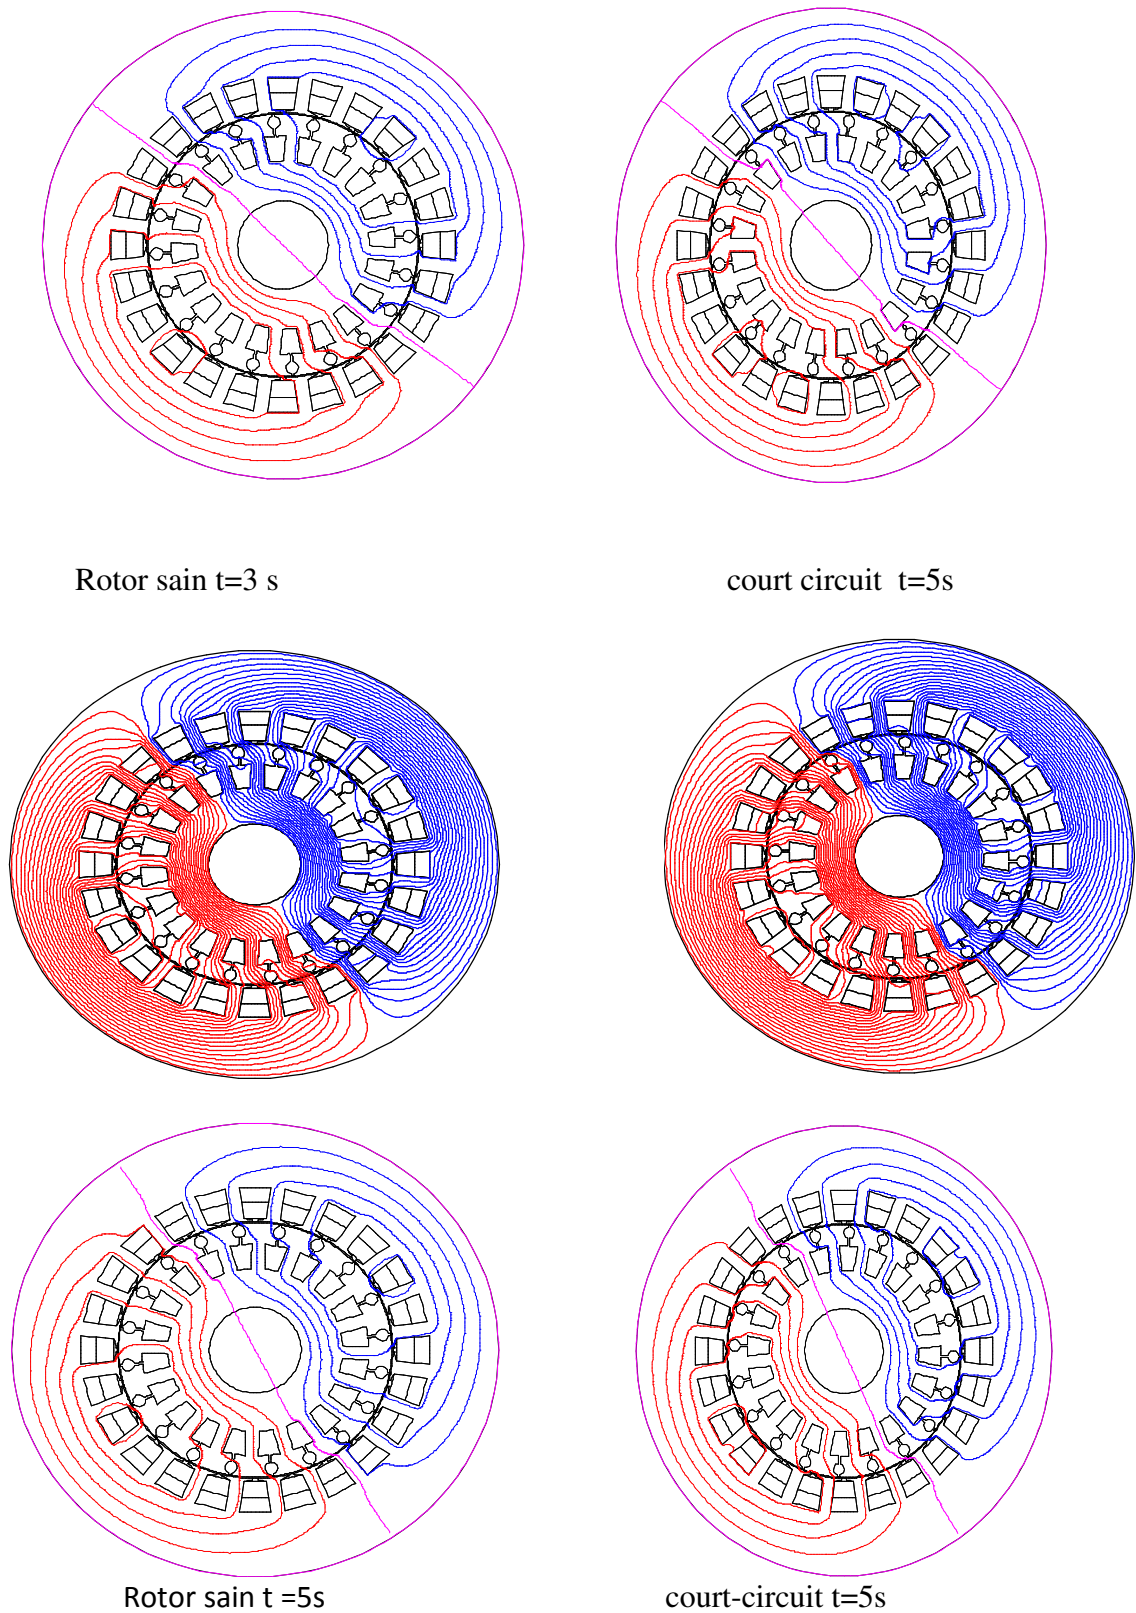 Rotor sain t=3 s
court circuit t=5s
Rotor sain t =5s
court-circuit t=5s